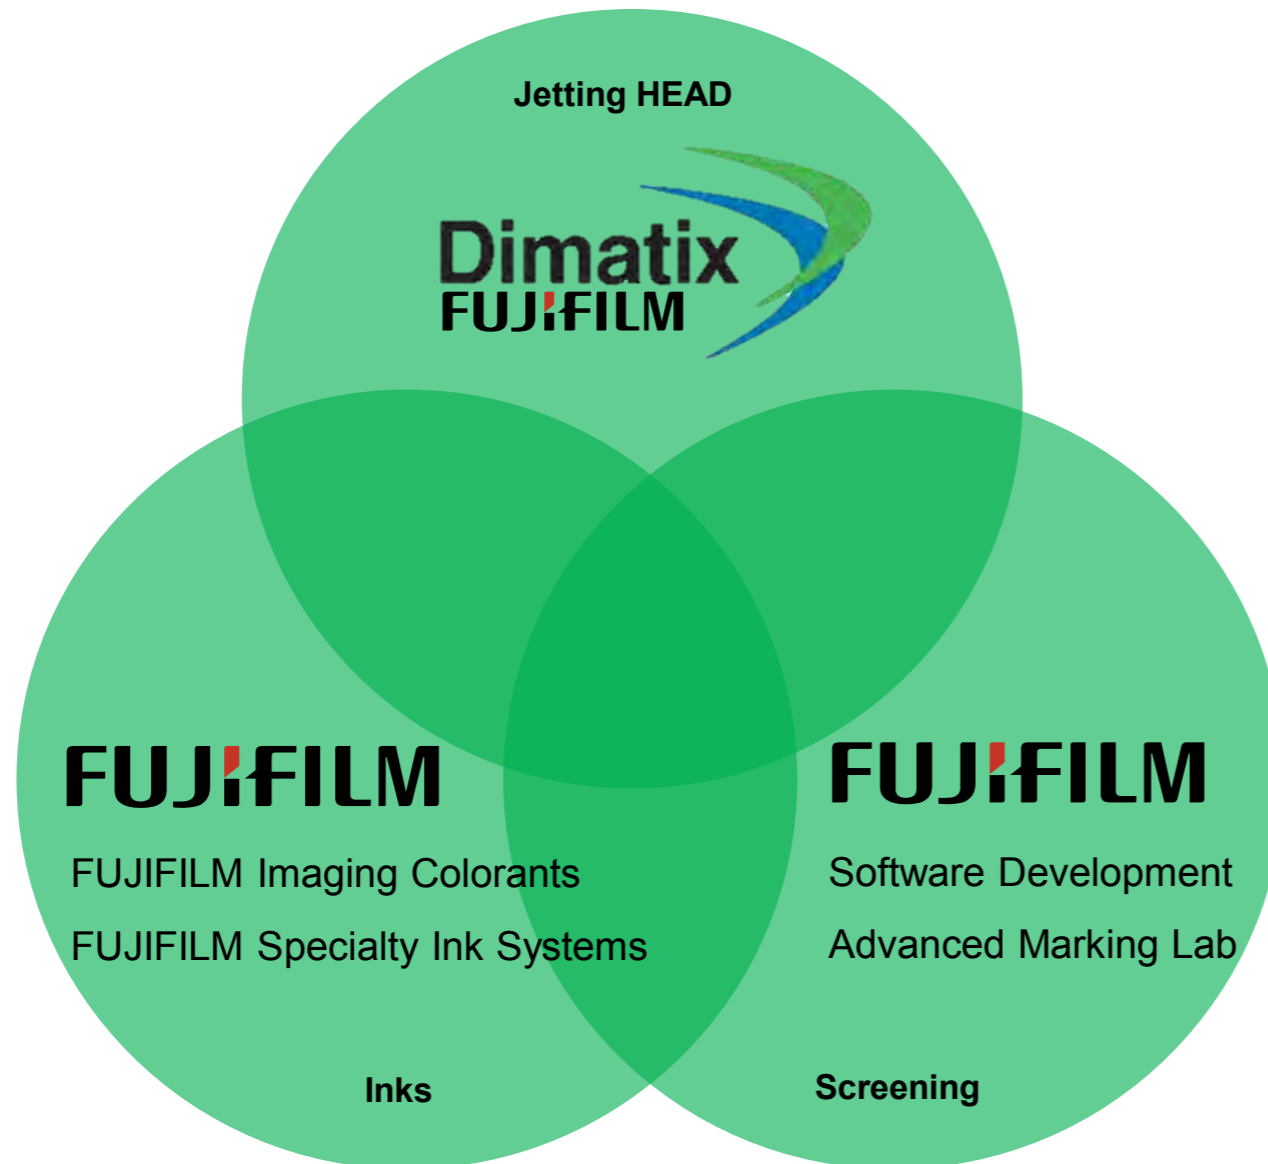 Jetting HEAD
Dimatix
FUJIFILM
FUJIFILM
FUJIFILM Imaging Colorants
FUJIFILM Specialty Ink Systems
Inks
FUJIFILM
Software Development
Advanced Marking Lab
Screening